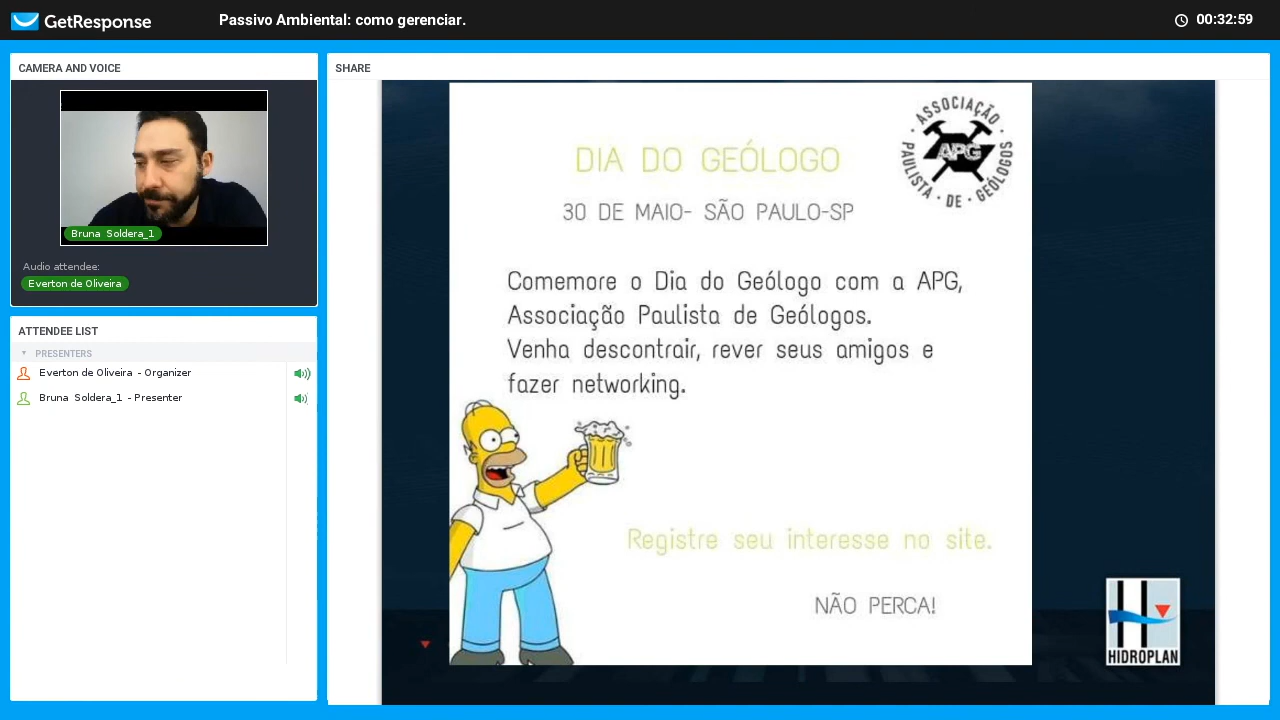 GetResponse
Passivo Ambiental: como gerenciar.
00:32:59
CAMERA AND VOICE
Bruna Soldera_1
Audio attendee:
Everton de Oliveira
ATTENDEE LIST
PRESENTERS
Everton de Oliveira - Organizer
Bruna Soldera_1 - Presenter
SHARE
ASSOCIAÇÃO
PAULISTA
DE GEÓLOGOS
APG
DIA DO GEÓLOGO
30 DE MAIO- SÃO PAULO-SP
Comemore o Dia do Geólogo com a APG,
Associação Paulista de Geólogos.
Venha descontrair, rever seus amigos e
fazer networking.
Registre seu interesse no site.
NÃO PERCA!
HIDROPLAN